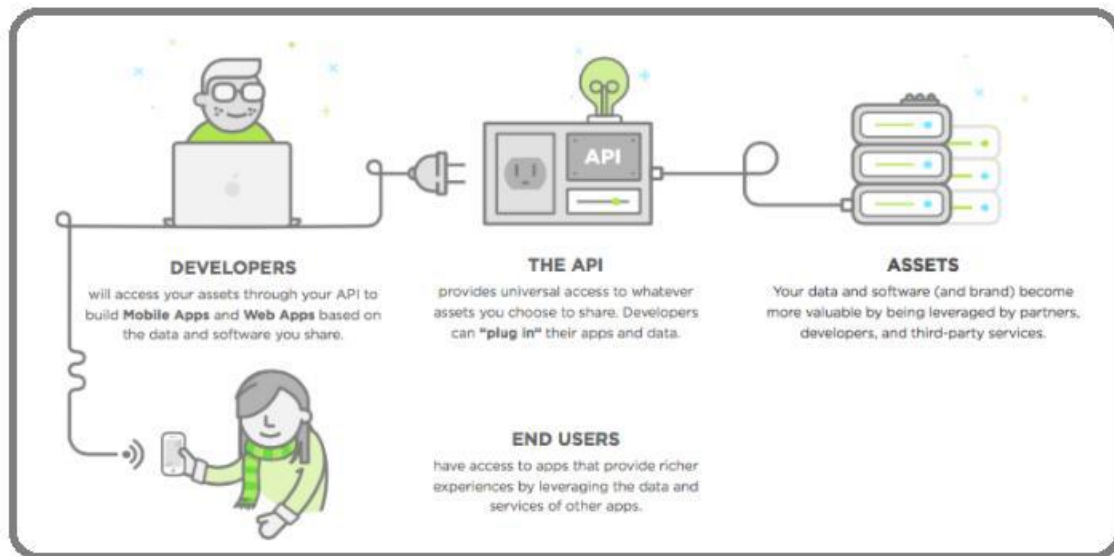 API
DEVELOPERS
will access your assets through your API to
build Mobile Apps and Web Apps based on
the data and software you share.
THE API
provides universal access to whatever
assets you choose to share. Developers
can "plug in" their apps and data.
ASSETS
Your data and software (and brand) become
more valuable by being leveraged by partners,
developers, and third-party services.
END USERS
have access to apps that provide richer
experiences by leveraging the data and
services of other apps.